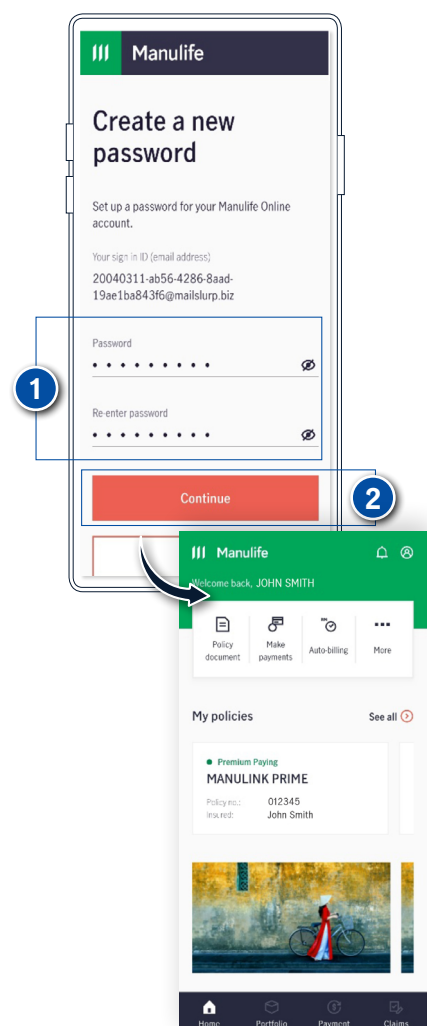 Manulife
Create a new
password
Set up a password for your Manulife Online
account.
Your sign in ID (email address)
20040311-ab56-4286-8aad-
19ae1ba843f6@mailslurp.biz
Password
1
Re-enter password
Continue
2
Manulife
Welcome back, JOHN SMITH
Policy
document
Make
payments
Auto-billing
More
My policies
See all
Premium Paying
MANULINK PRIME
Policy no.: 012345
Insured: John Smith
Home
Portfolio
Payment
Claims